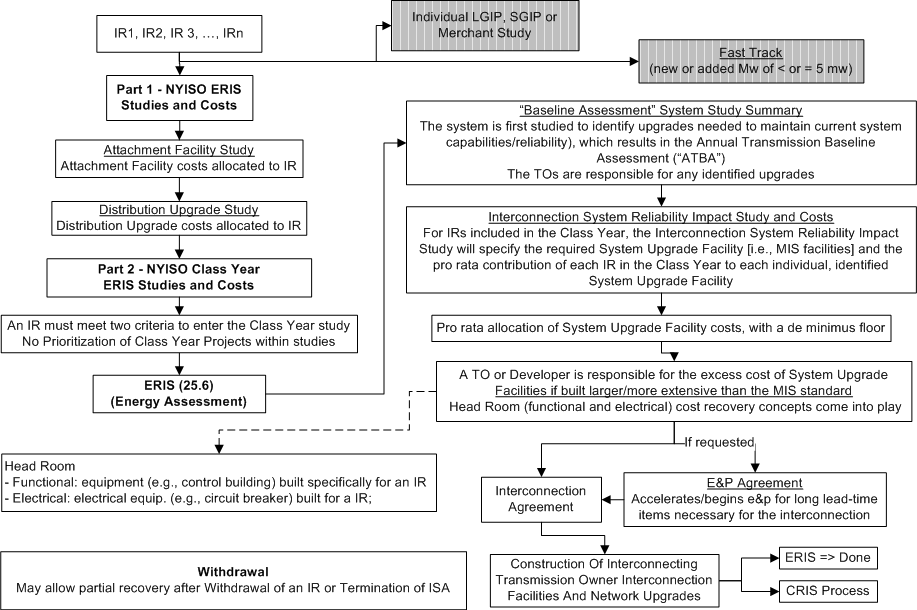 IR1, IR2, IR 3, …, IRn
Individual LGIP, SGIP or
Merchant Study
Fast Track
(new or added Mw of < or = 5 mw)
Part 1 - NYISO ERIS
Studies and Costs
Attachment Facility Study
Attachment Facility costs allocated to IR
Distribution Upgrade Study
Distribution Upgrade costs allocated to IR
Part 2 - NYISO Class Year
ERIS Studies and Costs
An IR must meet two criteria to enter the Class Year study
No Prioritization of Class Year Projects within studies
ERIS (25.6)
(Energy Assessment)
“Baseline Assessment” System Study Summary
The system is first studied to identify upgrades needed to maintain current system
capabilities/reliability), which results in the Annual Transmission Baseline
Assessment (“ATBA”)
The TOs are responsible for any identified upgrades
Interconnection System Reliability Impact Study and Costs
For IRs included in the Class Year, the Interconnection System Reliability Impact
Study will specify the required System Upgrade Facility [i.e., MIS facilities] and the
pro rata contribution of each IR in the Class Year to each individual, identified
System Upgrade Facility
Pro rata allocation of System Upgrade Facility costs, with a de minimus floor
A TO or Developer is responsible for the excess cost of System Upgrade
Facilities if built larger/more extensive than the MIS standard
Head Room (functional and electrical) cost recovery concepts come into play
If requested
Head Room
- Functional: equipment (e.g., control building) built specifically for an IR
- Electrical: electrical equip. (e.g., circuit breaker) built for a IR;
Interconnection
Agreement
E&P Agreement
Accelerates/begins e&p for long lead-time
items necessary for the interconnection
Withdrawal
May allow partial recovery after Withdrawal of an IR or Termination of ISA
Construction Of Interconnecting
Transmission Owner Interconnection
Facilities And Network Upgrades
ERIS => Done
CRIS Process